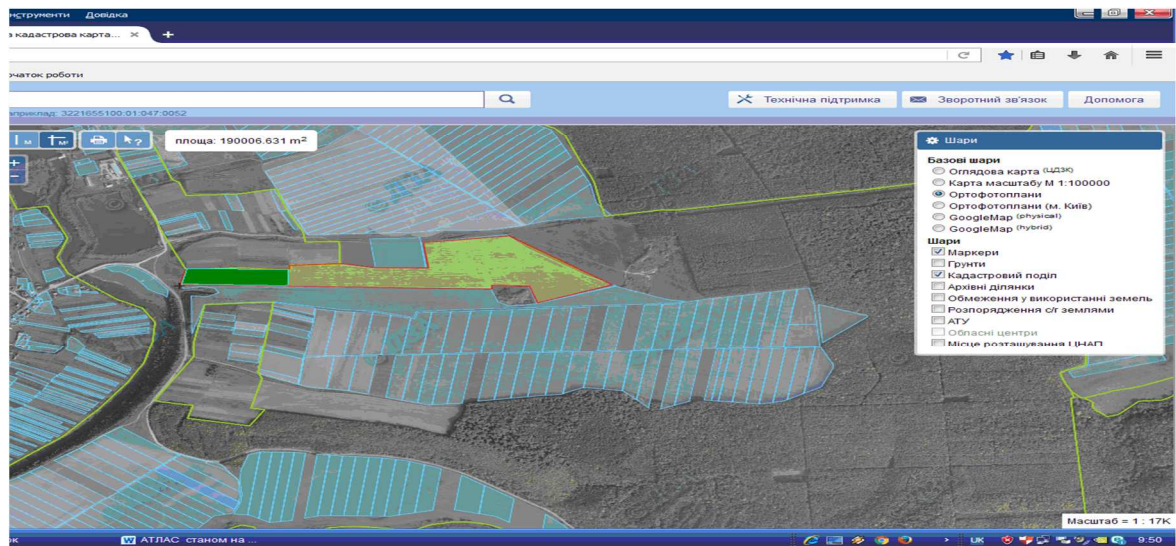 нструменти Довідка
а кадастрова карта... × +
очаток роботи
Технічна підтримка Зворотний зв'язок Допомога
априклад: 3221655100:01:047:0052
м м² ?
площа: 190006.631 m²
+
−
Шари
Базові шари
Оглядова карта (ЦДЗК)
Карта масштабу М 1:100000
Ортофотоплани
Ортофотоплани (м. Київ)
GoogleMap (physical)
GoogleMap (hybrid)
Шари
Маркери
Грунти
Кадастровий поділ
Архівні ділянки
Обмеження у використанні земель
Розпорядження с/г землями
АТУ
Обласні центри
Місце розташування ЦНАП
Масштаб = 1 : 17K
ок АТЛАС станом на ... UK 9:50